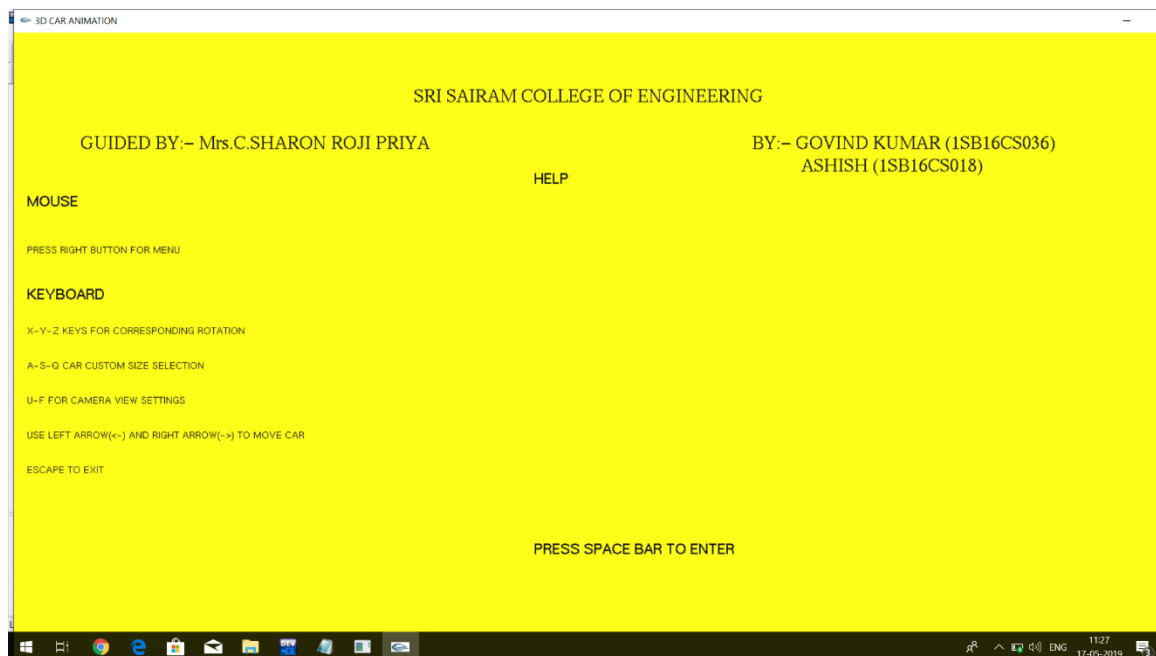 3D CAR ANIMATION
SRI SAIRAM COLLEGE OF ENGINEERING
GUIDED BY:– Mrs.C.SHARON ROJI PRIYA
BY:– GOVIND KUMAR (1SB16CS036)
ASHISH (1SB16CS018)
HELP
MOUSE
PRESS RIGHT BUTTON FOR MENU
KEYBOARD
X-Y-Z KEYS FOR CORRESPONDING ROTATION
A-S-Q CAR CUSTOM SIZE SELECTION
U-F FOR CAMERA VIEW SETTINGS
USE LEFT ARROW(<-) AND RIGHT ARROW(->) TO MOVE CAR
ESCAPE TO EXIT
PRESS SPACE BAR TO ENTER
DEV
ENG
11:27
17-05-2019
3